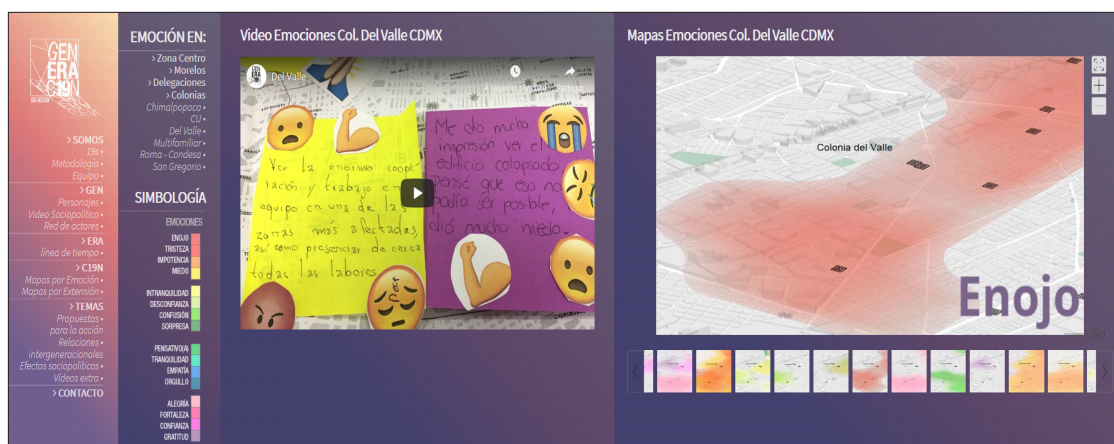 GEN
ERA
C19N
> SOMOS
19s •
Metodología •
Equipo •
> GEN
Personajes •
Video Sociopolítico •
Red de actores •
> ERA
línea de tiempo •
> C19N
Mapas por Emoción •
Mapas por Extensión •
> TEMAS
Propuestas •
para la acción
Relaciones •
intergeneracionales
Efectos sociopolíticos •
Vídeos extra •
> CONTACTO
EMOCIÓN EN:
> Zona Centro
> Morelos
> Delegaciones
> Colonias
Chimalpopoca •
CU •
Del Valle •
Multifamiliar •
Roma - Condesa •
San Gregorio •
SIMBOLOGÍA
EMOCIONES
ENOJO
TRISTEZA
IMPOTENCIA
MIEDO
INTRANQUILIDAD
DESCONFIANZA
CONFUSIÓN
SORPRESA
PENSATIVO(A)
TRANQUILIDAD
EMPATÍA
ORGULLO
ALEGRÍA
FORTALEZA
CONFIANZA
GRATITUD
Video Emociones Col. Del Valle CDMX
Del Valle
Ver la enorme coope
ración y trabajo en
equipo en una de las
zonas mas afectadas,
así como presenciar de cerca
todas las labores
Me dio mucha
impresión ver el
edificio colapsado
pensé que eso no
podía ser posible,
dió mucho miedo.
Mapas Emociones Col. Del Valle CDMX
Colonia del Valle
Enojo